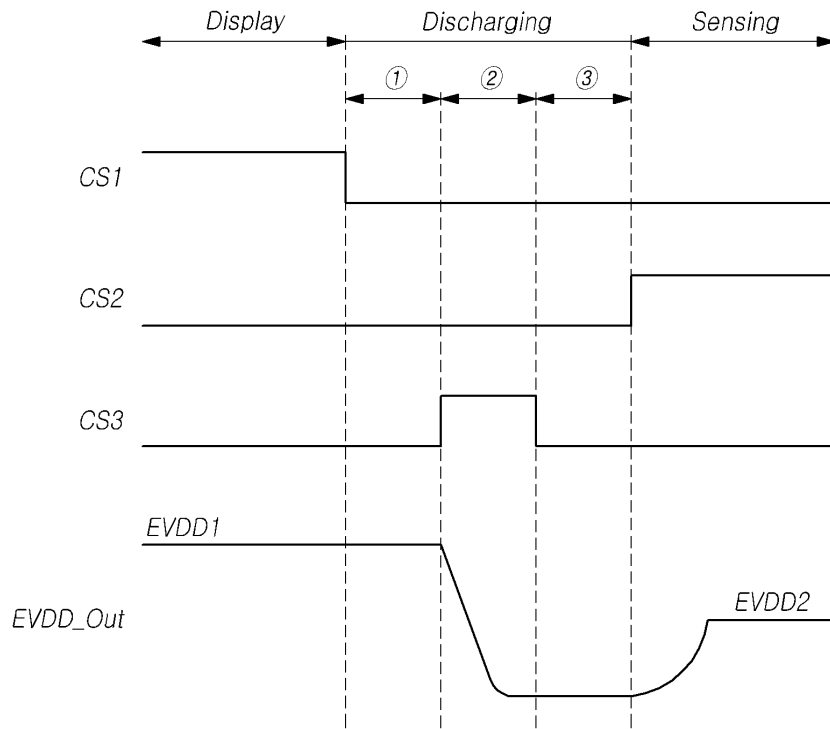 Display Discharging Sensing
① ② ③
CS1
CS2
CS3
EVDD1
EVDD2
EVDD_Out